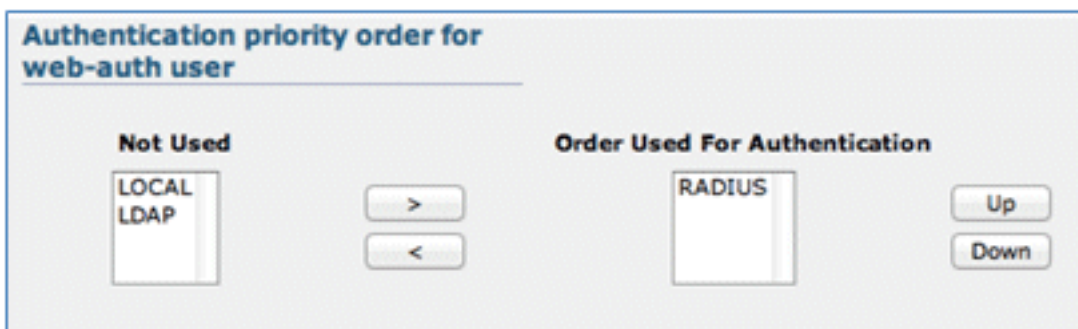 Authentication priority order for
web-auth user
Not Used
Order Used For Authentication
LOCAL
LDAP
>
<
RADIUS
Up
Down